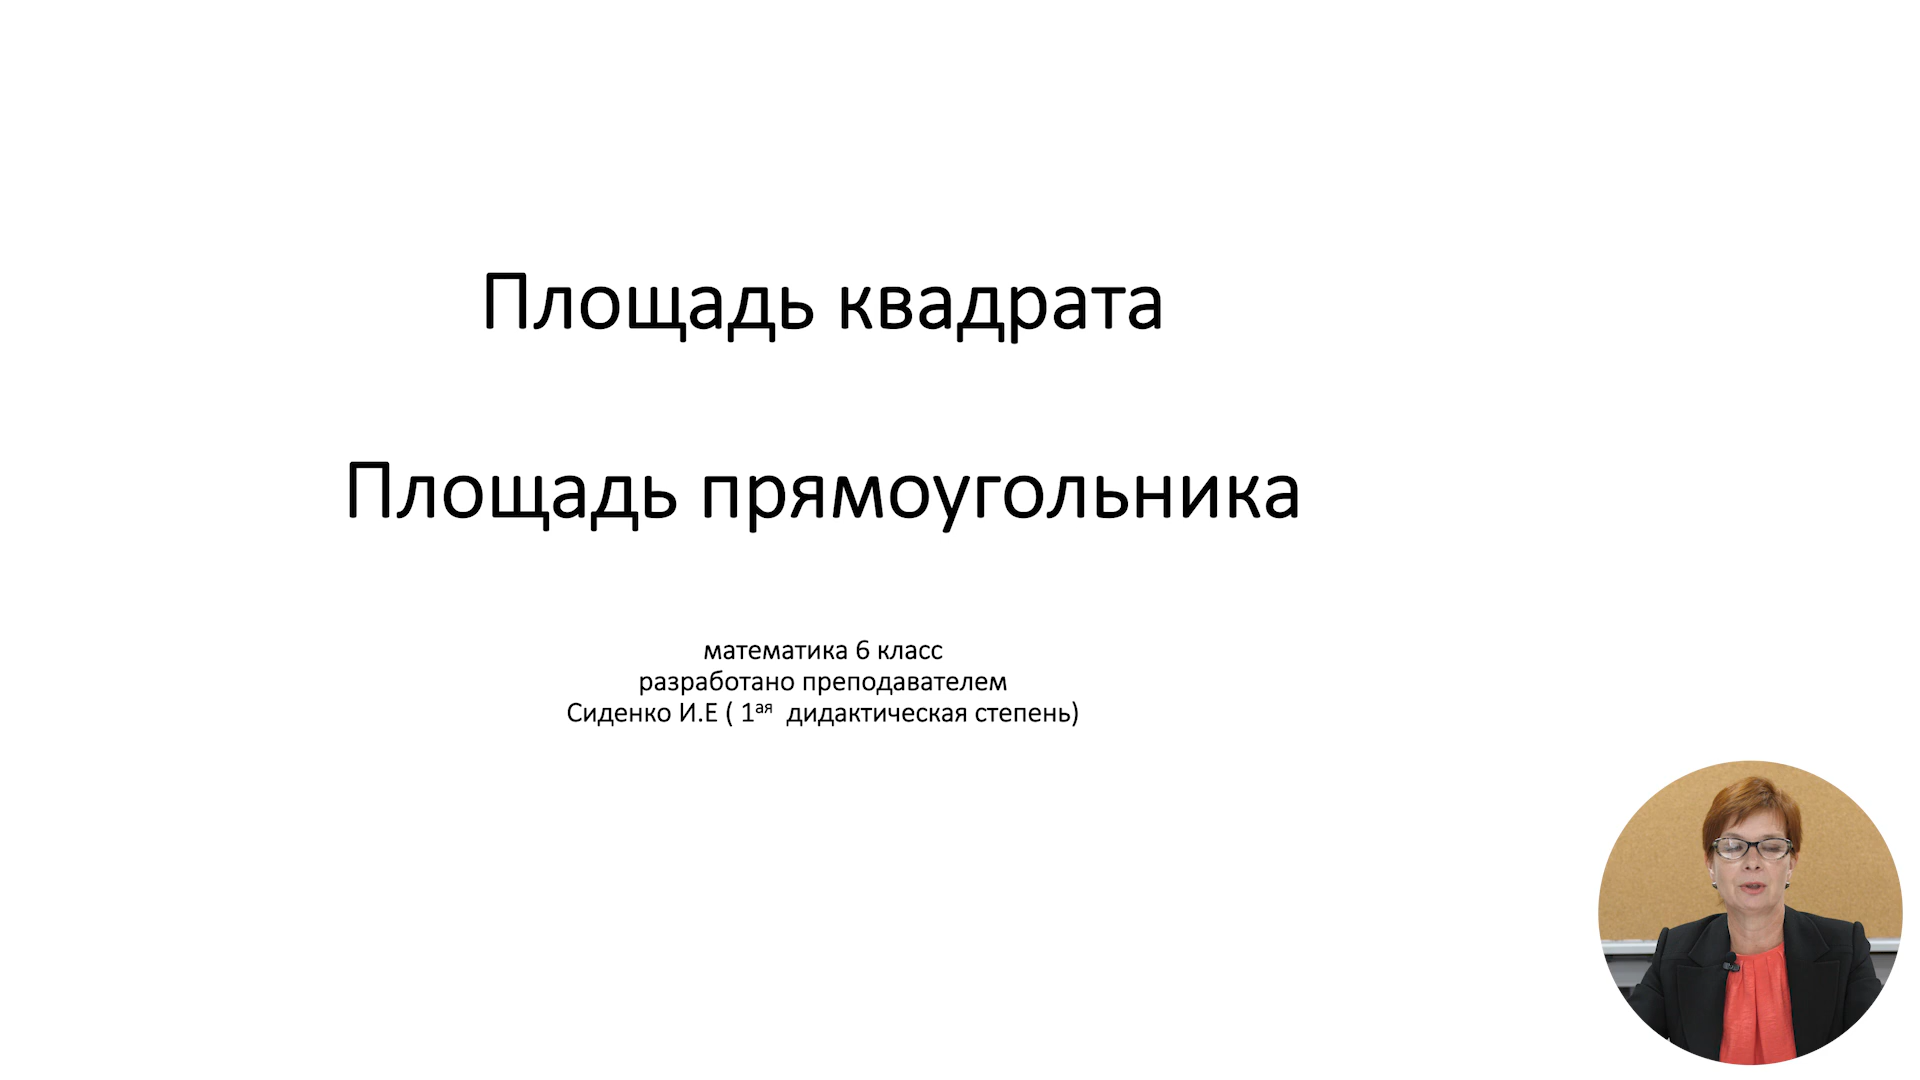 Площадь квадрата
Площадь прямоугольника
математика 6 класс
разработано преподавателем
Сиденко И.Е ( 1ая дидактическая степень)